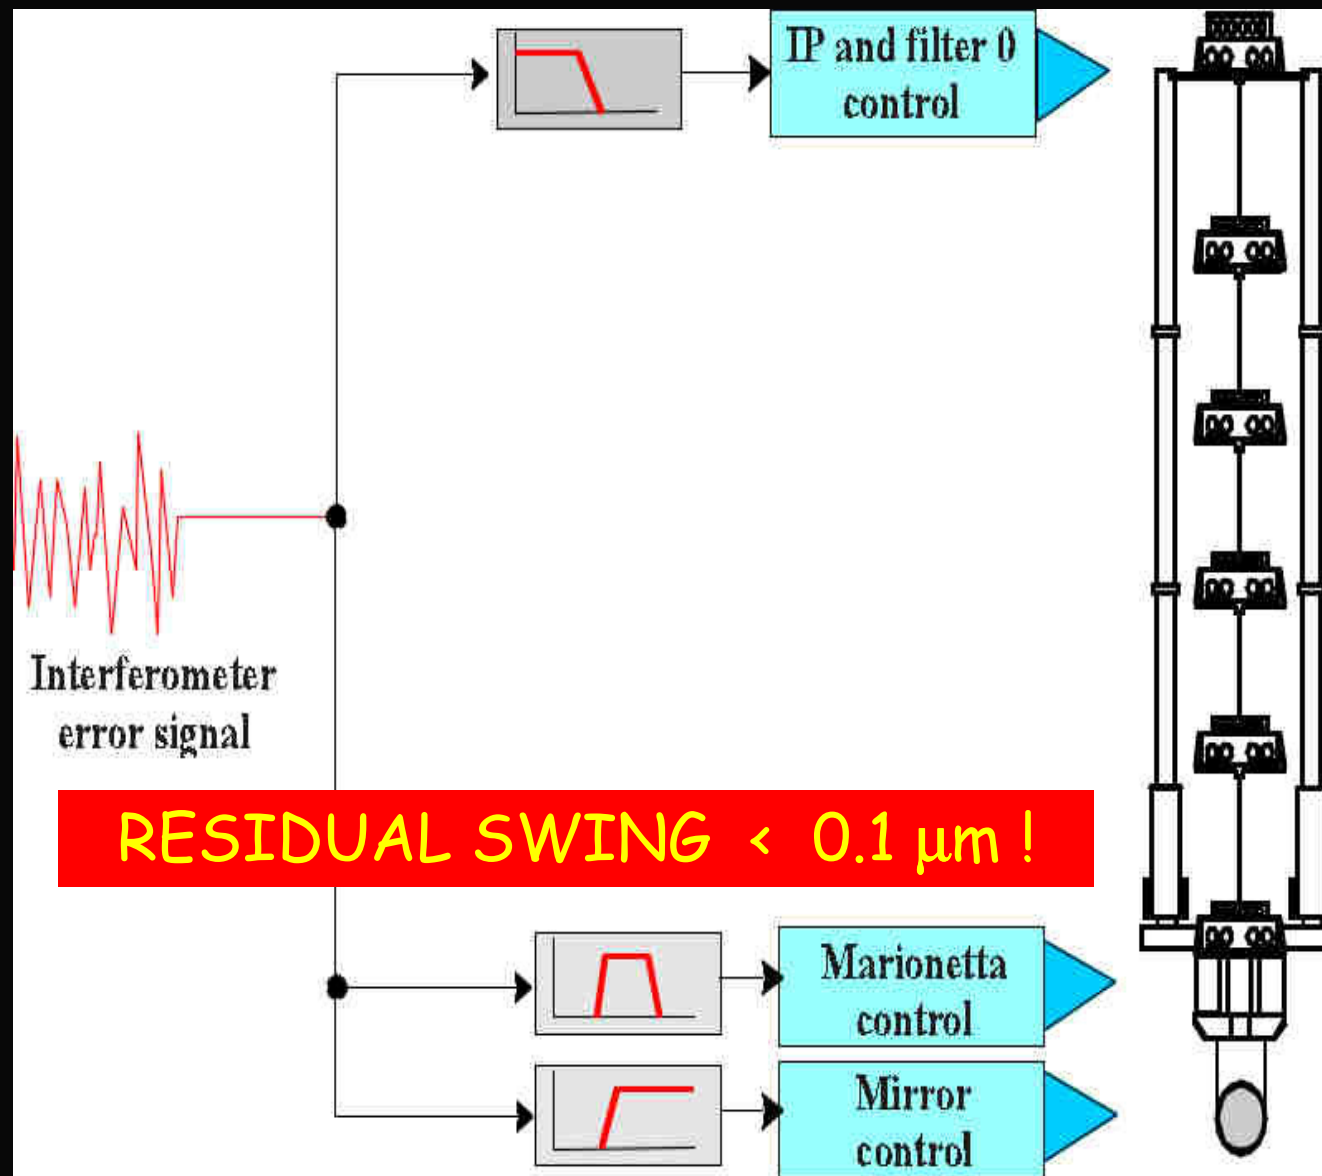 IP and filter 0
control
Interferometer
error signal
RESIDUAL SWING < 0.1 μm !
Marionetta
control
Mirror
control